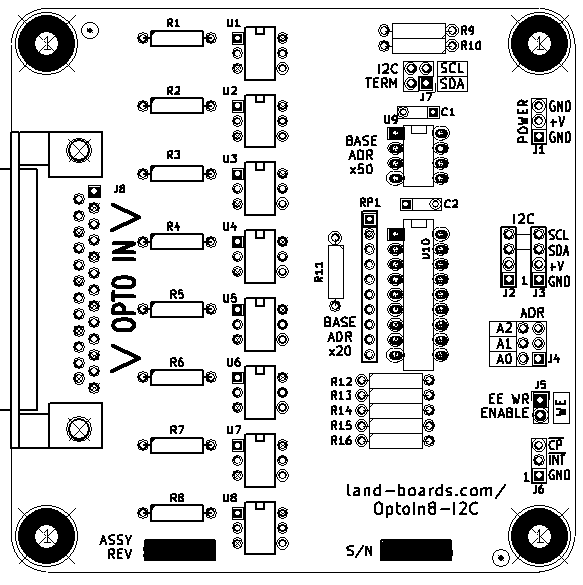 1
R1
U1
R9
R10
1
I2C
SCL
TERM
SDA
J7
R2
U2
C1
U9
POWER
GND
+V
GND
J1
BASE
ADR
x50
R3
U3
J8
C2
RP1
R4
U4
OPTO IN
U10
I2C
SCL
SDA
+V
1
GND
J2
J3
R11
R5
U5
BASE
ADR
x20
ADR
A2
A1
A0
J4
R6
U6
R12
R13
R14
R15
R16
J5
EE WR
ENABLE
WE
R7
U7
CP
INT
1
GND
J6
R8
U8
land-boards.com/
OptoIn8-I2C
1
ASSY
REV
S/N
1